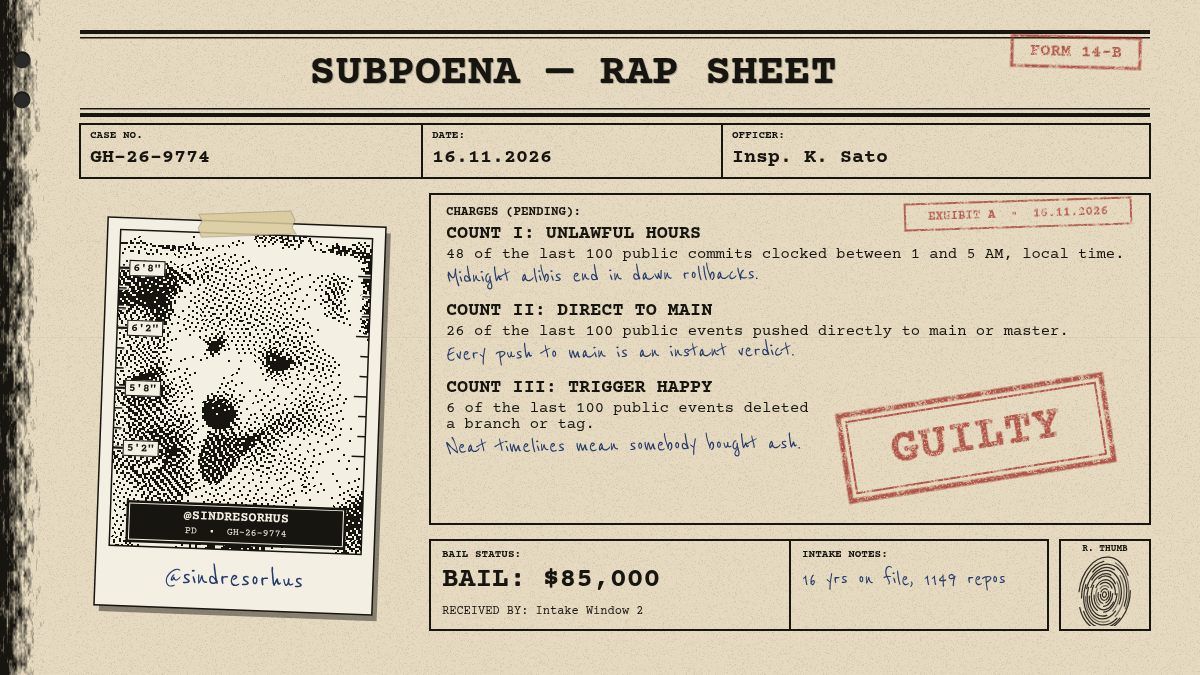 SUBPOENA — RAP SHEET
FORM 14-B
CASE NO.
GH-26-9774
DATE:
16.11.2026
OFFICER:
Insp. K. Sato
6'8"
6'2"
5'8"
5'2"
@SINDRESORHUS
PD • GH-26-9774
@sindresorhus
CHARGES (PENDING):
EXHIBIT A - 16.11.2026
COUNT I: UNLAWFUL HOURS
48 of the last 100 public commits clocked between 1 and 5 AM, local time.
Midnight alibis end in dawn rollbacks.
COUNT II: DIRECT TO MAIN
26 of the last 100 public events pushed directly to main or master.
Every push to main is an instant verdict.
COUNT III: TRIGGER HAPPY
6 of the last 100 public events deleted
a branch or tag.
Neat timelines mean somebody bought ash.
GUILTY
BAIL STATUS:
BAIL: $85,000
RECEIVED BY: Intake Window 2
INTAKE NOTES:
16 yrs on file, 1149 repos
R. THUMB